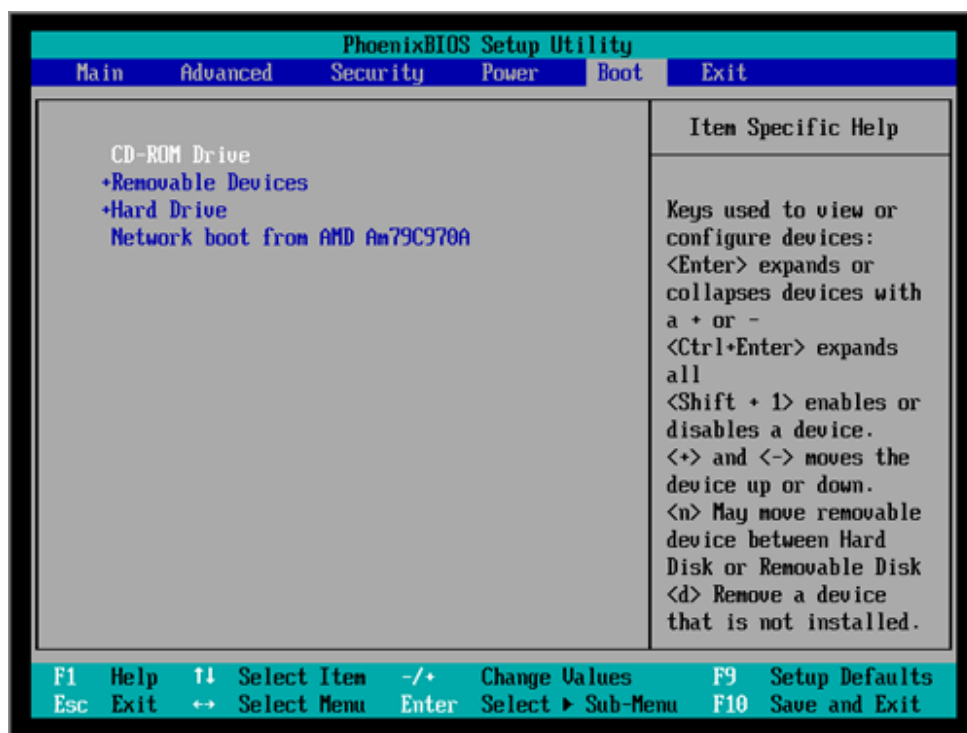 PhoenixBIOS Setup Utility
Main Advanced Security Power Boot Exit
CD-ROM Drive
+Removable Devices
+Hard Drive
Network boot from AMD Am79C970A
Item Specific Help
Keys used to view or
configure devices:
<Enter> expands or
collapses devices with
a + or -
<Ctrl+Enter> expands
all
<Shift + 1> enables or
disables a device.
<+> and <-> moves the
device up or down.
<n> May move removable
device between Hard
Disk or Removable Disk
<d> Remove a device
that is not installed.
F1 Help ↑↓ Select Item -/+ Change Values F9 Setup Defaults
Esc Exit ↔ Select Menu Enter Select ▶ Sub-Menu F10 Save and Exit